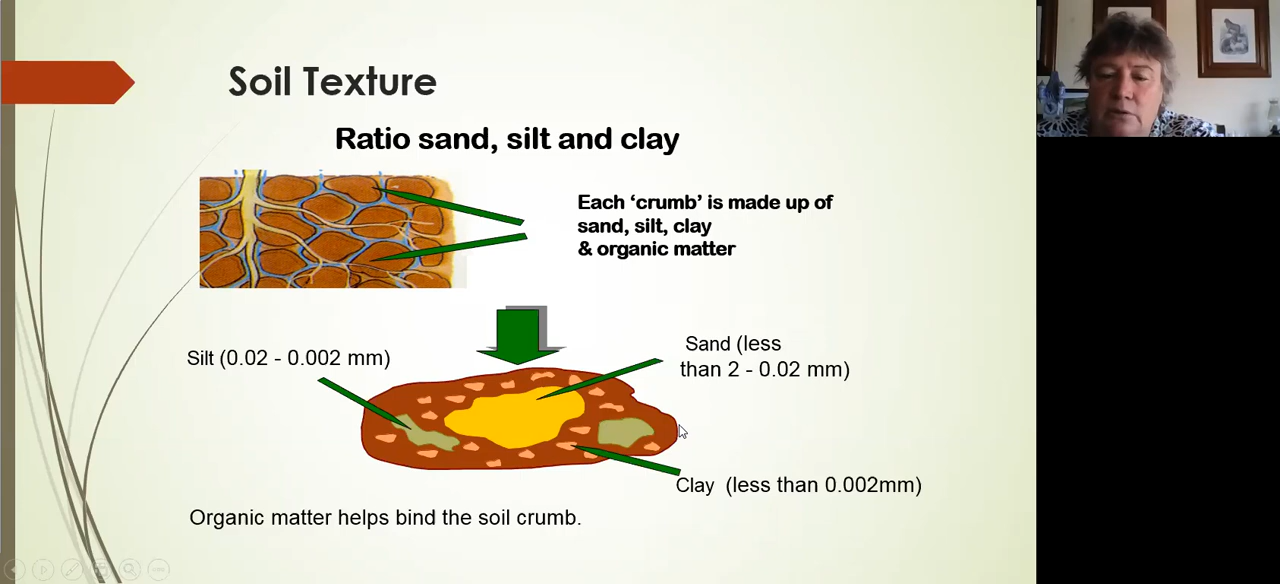 Soil Texture
Ratio sand, silt and clay
Each ‘crumb’ is made up of
sand, silt, clay
& organic matter
Silt (0.02 - 0.002 mm)
Sand (less
than 2 - 0.02 mm)
Clay  (less than 0.002mm)
Organic matter helps bind the soil crumb.